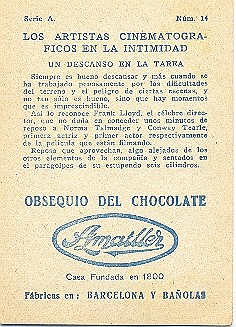 Serie A. Núm. 14
LOS ARTISTAS CINEMATOGRA-
FICOS EN LA INTIMIDAD
UN DESCANSO EN LA TAREA
Siempre es bueno descansar y más cuando se
ha trabajado penosamente por las dificultades
del terreno y el peligro de ciertas escenas, y
no tan sólo es bueno, sino que hay momentos
que es imprescindible.
Así lo reconoce Frank Lloyd, el célebre direc-
tor, que no duda en conceder unos minutos de
reposo a Norma Talmadge y Conway Tearle,
primera actriz y primer actor respectivamente
de la película que están filmando.
Reposo que aprovechan, algo alejados de los
otros elementos de la compañía y sentados en
el paragolpes de su estupendo seis cilindros.
OBSEQUIO DEL CHOCOLATE
Amatller
Casa Fundada en 1800
Fábricas en: BARCELONA Y BAÑOLAS